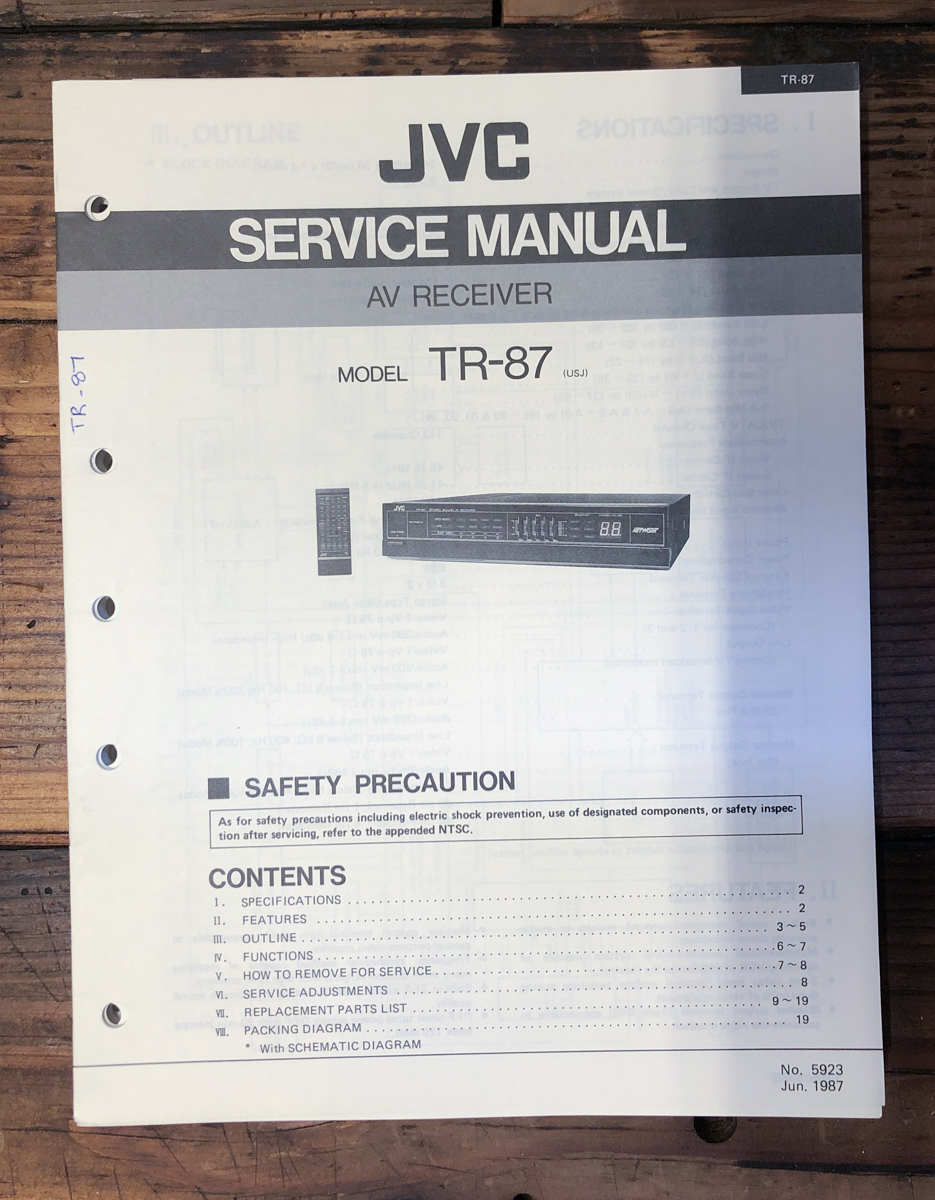 TR-87
JVC
SERVICE MANUAL
AV RECEIVER
MODEL TR-87 (USJ)
TR-87
JVC
88
■ SAFETY PRECAUTION
As for safety precautions including electric shock prevention, use of designated components, or safety inspec-
tion after servicing, refer to the appended NTSC.
CONTENTS
I. SPECIFICATIONS 2
II. FEATURES 2
III. OUTLINE 3~5
IV. FUNCTIONS 6~7
V. HOW TO REMOVE FOR SERVICE 7~8
VI. SERVICE ADJUSTMENTS 8
VII. REPLACEMENT PARTS LIST 9~19
VIII. PACKING DIAGRAM 19
* With SCHEMATIC DIAGRAM
No. 5923
Jun. 1987